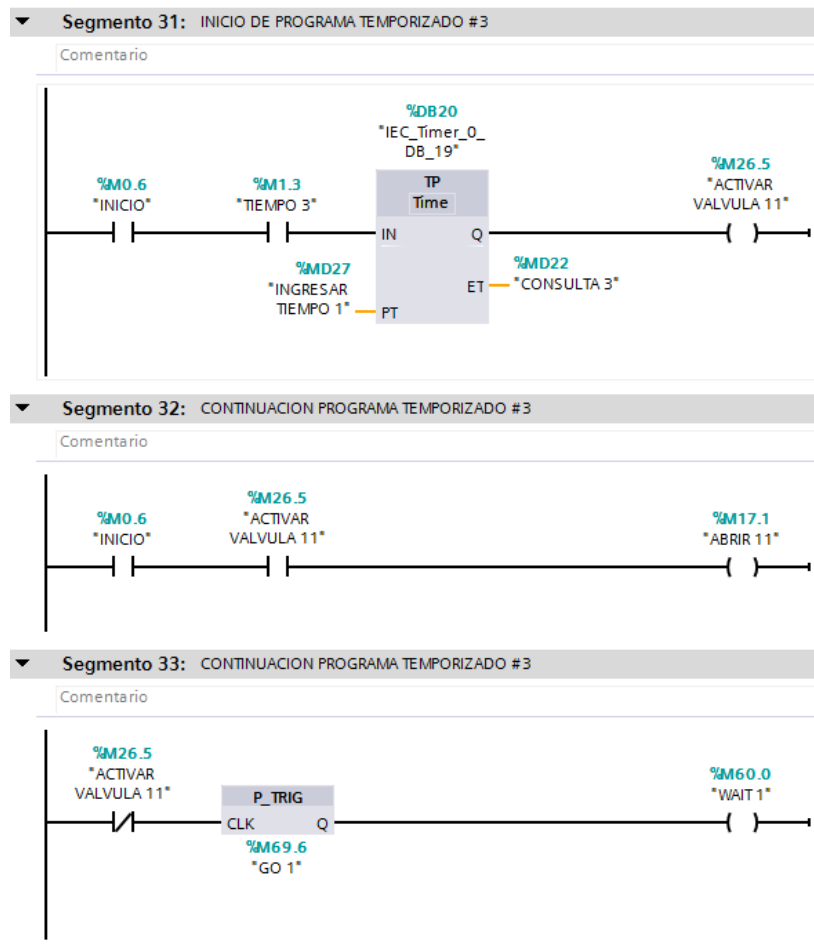 Segmento 31: INICIO DE PROGRAMA TEMPORIZADO #3
Comentario
%DB20
"IEC_Timer_0_
DB_19"
%M0.6
"INICIO"
%M1.3
"TIEMPO 3"
TP
Time
%M26.5
"ACTIVAR
VALVULA 11"
IN Q
%MD27
"INGRESAR
TIEMPO 1"
PT
ET
%MD22
"CONSULTA 3"
Segmento 32: CONTINUACION PROGRAMA TEMPORIZADO #3
Comentario
%M0.6
"INICIO"
%M26.5
"ACTIVAR
VALVULA 11"
%M17.1
"ABRIR 11"
Segmento 33: CONTINUACION PROGRAMA TEMPORIZADO #3
Comentario
%M26.5
"ACTIVAR
VALVULA 11"
P_TRIG
CLK Q
%M69.6
"GO 1"
%M60.0
"WAIT 1"